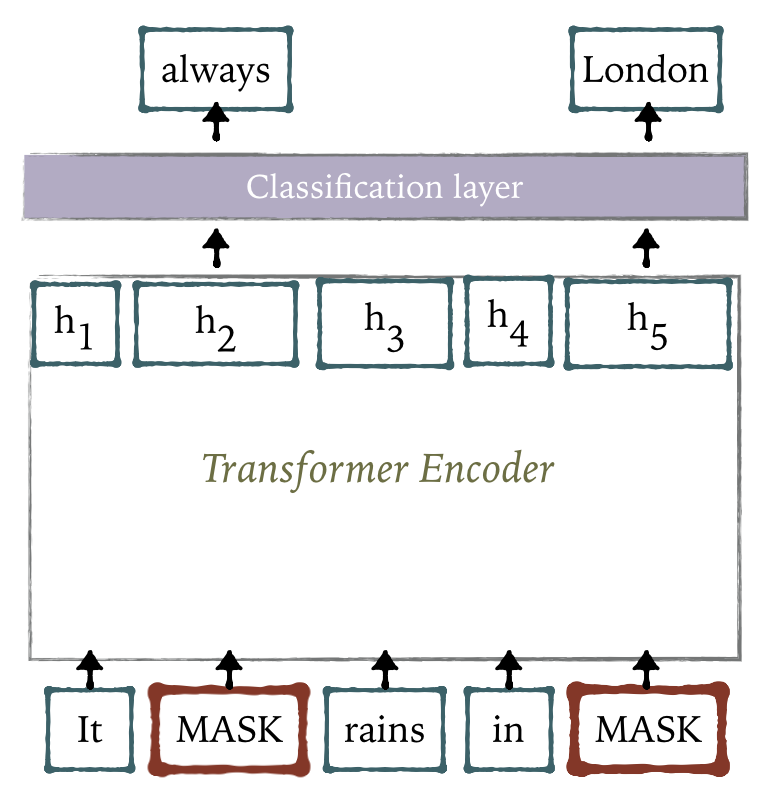 always London
Classification layer
h1 h2 h3 h4 h5
Transformer Encoder
It MASK rains in MASK